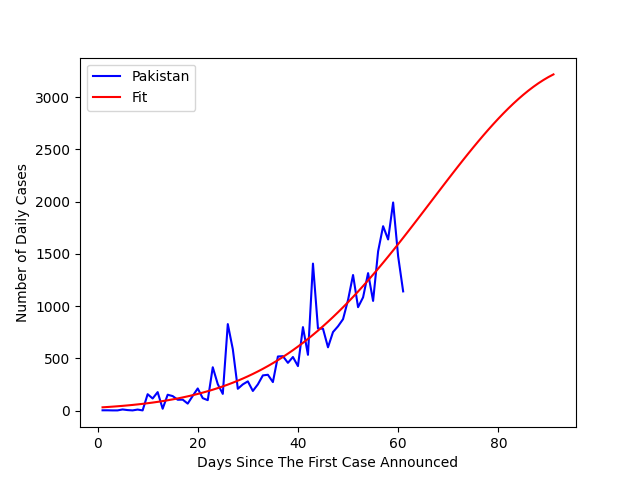 Pakistan
Fit
3000
2500
2000
1500
1000
500
0
Number of Daily Cases
0 20 40 60 80
Days Since The First Case Announced